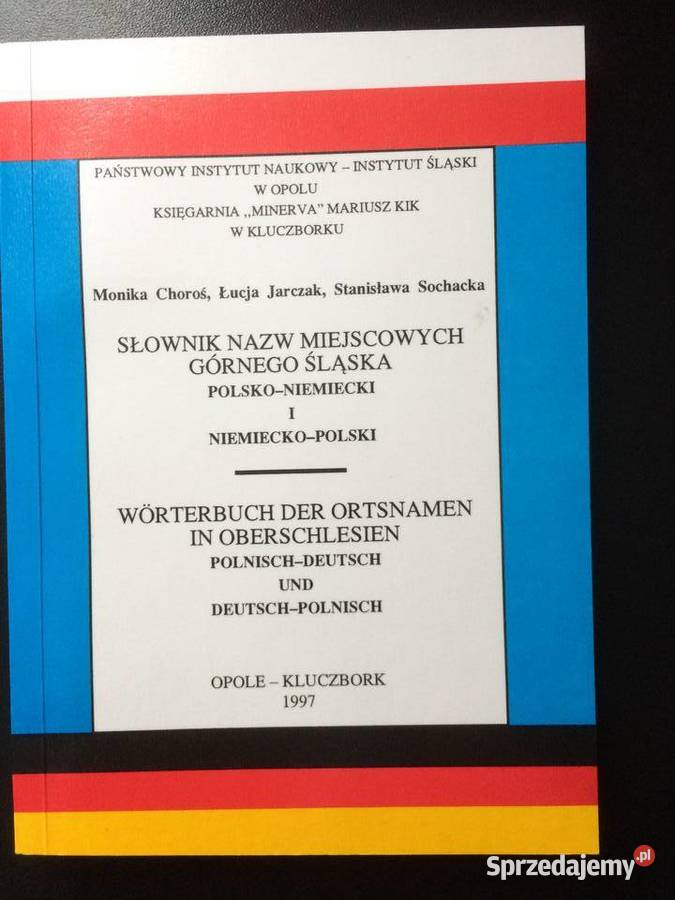 PAŃSTWOWY INSTYTUT NAUKOWY – INSTYTUT ŚLĄSKI
W OPOLU
KSIĘGARNIA ,,MINERVA" MARIUSZ KIK
W KLUCZBORKU
Monika Choroś, Łucja Jarczak, Stanisława Sochacka
SŁOWNIK NAZW MIEJSCOWYCH
GÓRNEGO ŚLĄSKA
POLSKO–NIEMIECKI
I
NIEMIECKO–POLSKI
WÖRTERBUCH DER ORTSNAMEN
IN OBERSCHLESIEN
POLNISCH–DEUTSCH
UND
DEUTSCH–POLNISCH
OPOLE – KLUCZBORK
1997
Sprzedajemy.pl